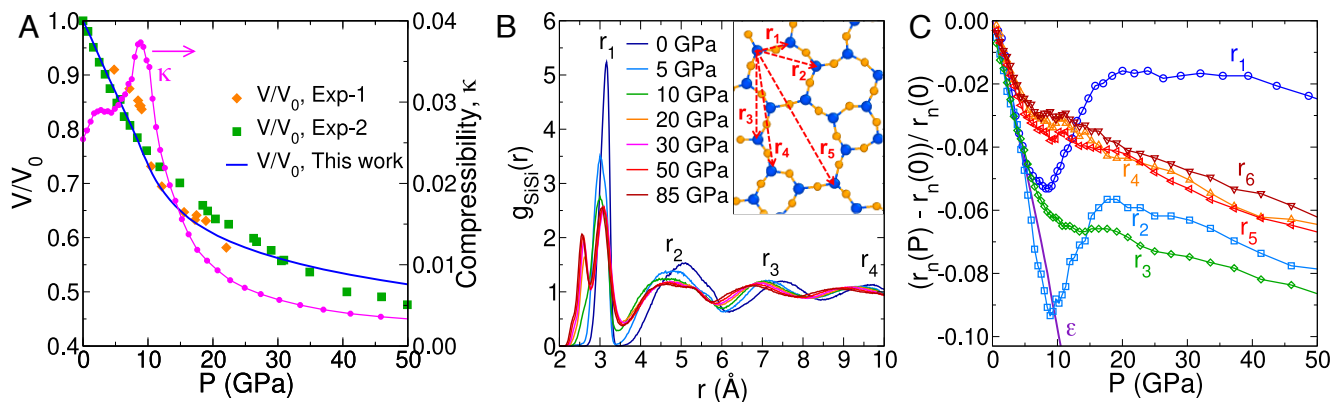 A
V/V0
1.0
0.9
0.8
0.7
0.6
0.5
0.4
0 10 20 30 40 50
P (GPa)
κ
V/V0, Exp-1
V/V0, Exp-2
V/V0, This work
0.04
0.03
0.02
0.01
0.00
Compressibility, κ
B
gSiSi(r)
6
5
4
3
2
1
0
2 3 4 5 6 7 8 9 10
r (Å)
r1
r2
r3
r4
0 GPa
5 GPa
10 GPa
20 GPa
30 GPa
50 GPa
85 GPa
r1
r2
r3
r4
r5
C
(rn(P) - rn(0))/ rn(0)
0.00
-0.02
-0.04
-0.06
-0.08
-0.10
0 10 20 30 40 50
P (GPa)
r1
r6
r4
r5
r2
r3
ε